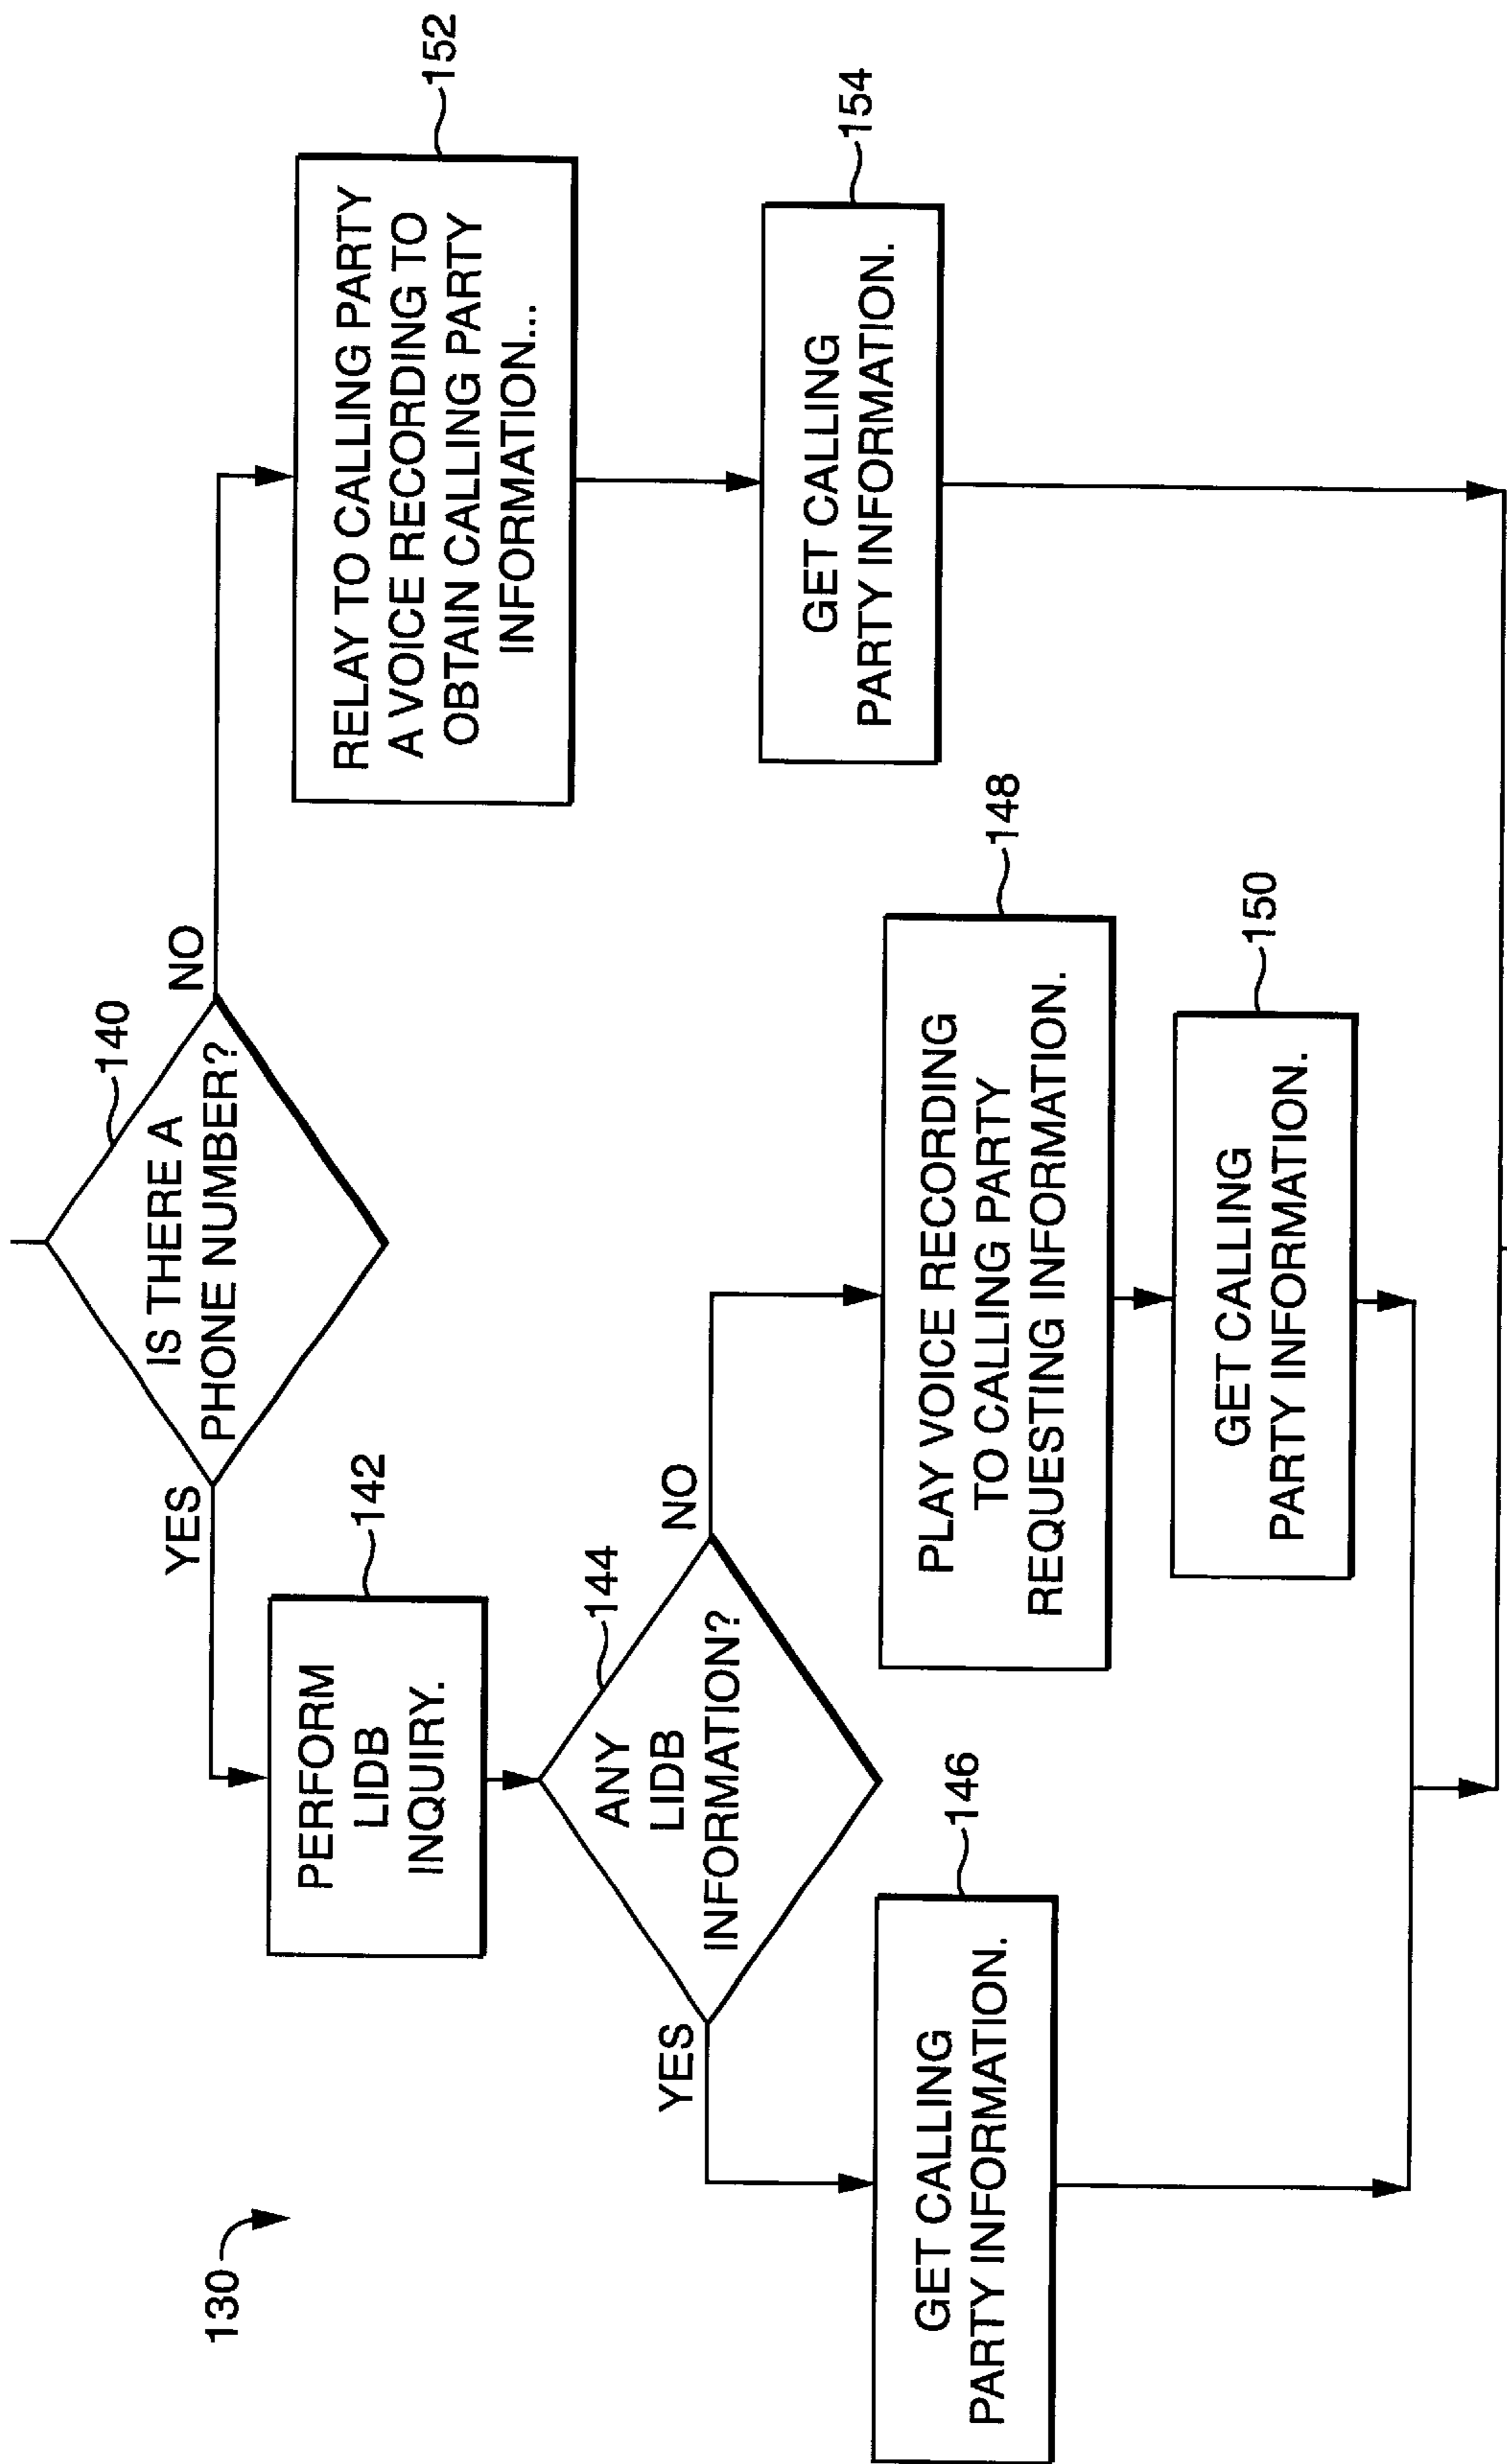 130
140
IS THERE A
PHONE NUMBER?
YES
NO
142
PERFORM
LIDB
INQUIRY.
144
ANY
LIDB
INFORMATION?
YES
NO
146
GET CALLING
PARTY INFORMATION.
148
PLAY VOICE RECORDING
TO CALLING PARTY
REQUESTING INFORMATION.
150
GET CALLING
PARTY INFORMATION.
152
RELAY TO CALLING PARTY
A VOICE RECORDING TO
OBTAIN CALLING PARTY
INFORMATION...
154
GET CALLING
PARTY INFORMATION.